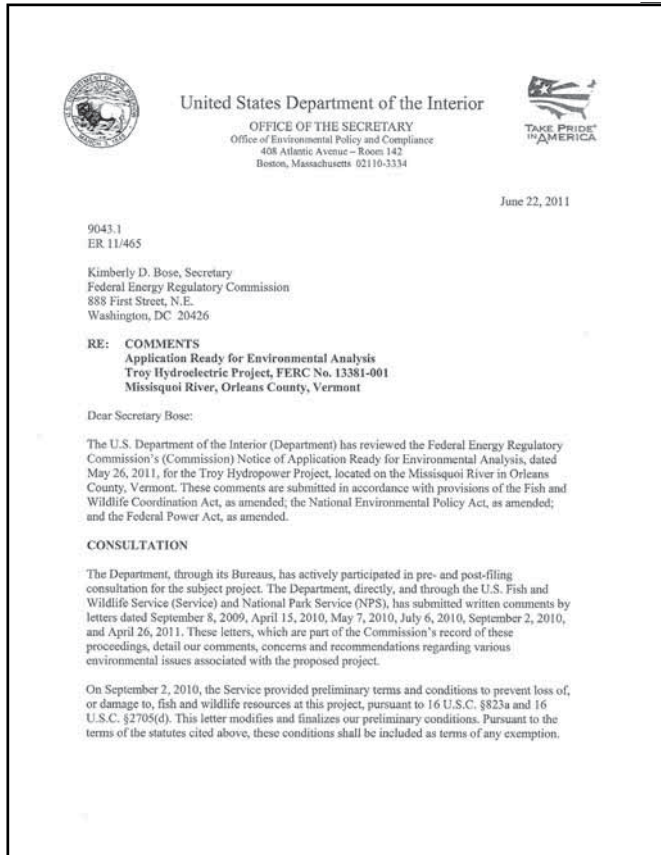 United States Department of the Interior
OFFICE OF THE SECRETARY
Office of Environmental Policy and Compliance
408 Atlantic Avenue – Room 142
Boston, Massachusetts 02110-3334
TAKE PRIDE®
IN AMERICA
June 22, 2011
9043.1
ER 11/465
Kimberly D. Bose, Secretary
Federal Energy Regulatory Commission
888 First Street, N.E.
Washington, DC 20426
RE: COMMENTS
Application Ready for Environmental Analysis
Troy Hydroelectric Project, FERC No. 13381-001
Missisquoi River, Orleans County, Vermont
Dear Secretary Bose:
The U.S. Department of the Interior (Department) has reviewed the Federal Energy Regulatory
Commission's (Commission) Notice of Application Ready for Environmental Analysis, dated
May 26, 2011, for the Troy Hydropower Project, located on the Missisquoi River in Orleans
County, Vermont. These comments are submitted in accordance with provisions of the Fish and
Wildlife Coordination Act, as amended; the National Environmental Policy Act, as amended;
and the Federal Power Act, as amended.
CONSULTATION
The Department, through its Bureaus, has actively participated in pre- and post-filing
consultation for the subject project. The Department, directly, and through the U.S. Fish and
Wildlife Service (Service) and National Park Service (NPS), has submitted written comments by
letters dated September 8, 2009, April 15, 2010, May 7, 2010, July 6, 2010, September 2, 2010,
and April 26, 2011. These letters, which are part of the Commission's record of these
proceedings, detail our comments, concerns and recommendations regarding various
environmental issues associated with the proposed project.
On September 2, 2010, the Service provided preliminary terms and conditions to prevent loss of,
or damage to, fish and wildlife resources at this project, pursuant to 16 U.S.C. §823a and 16
U.S.C. §2705(d). This letter modifies and finalizes our preliminary conditions. Pursuant to the
terms of the statutes cited above, these conditions shall be included as terms of any exemption.